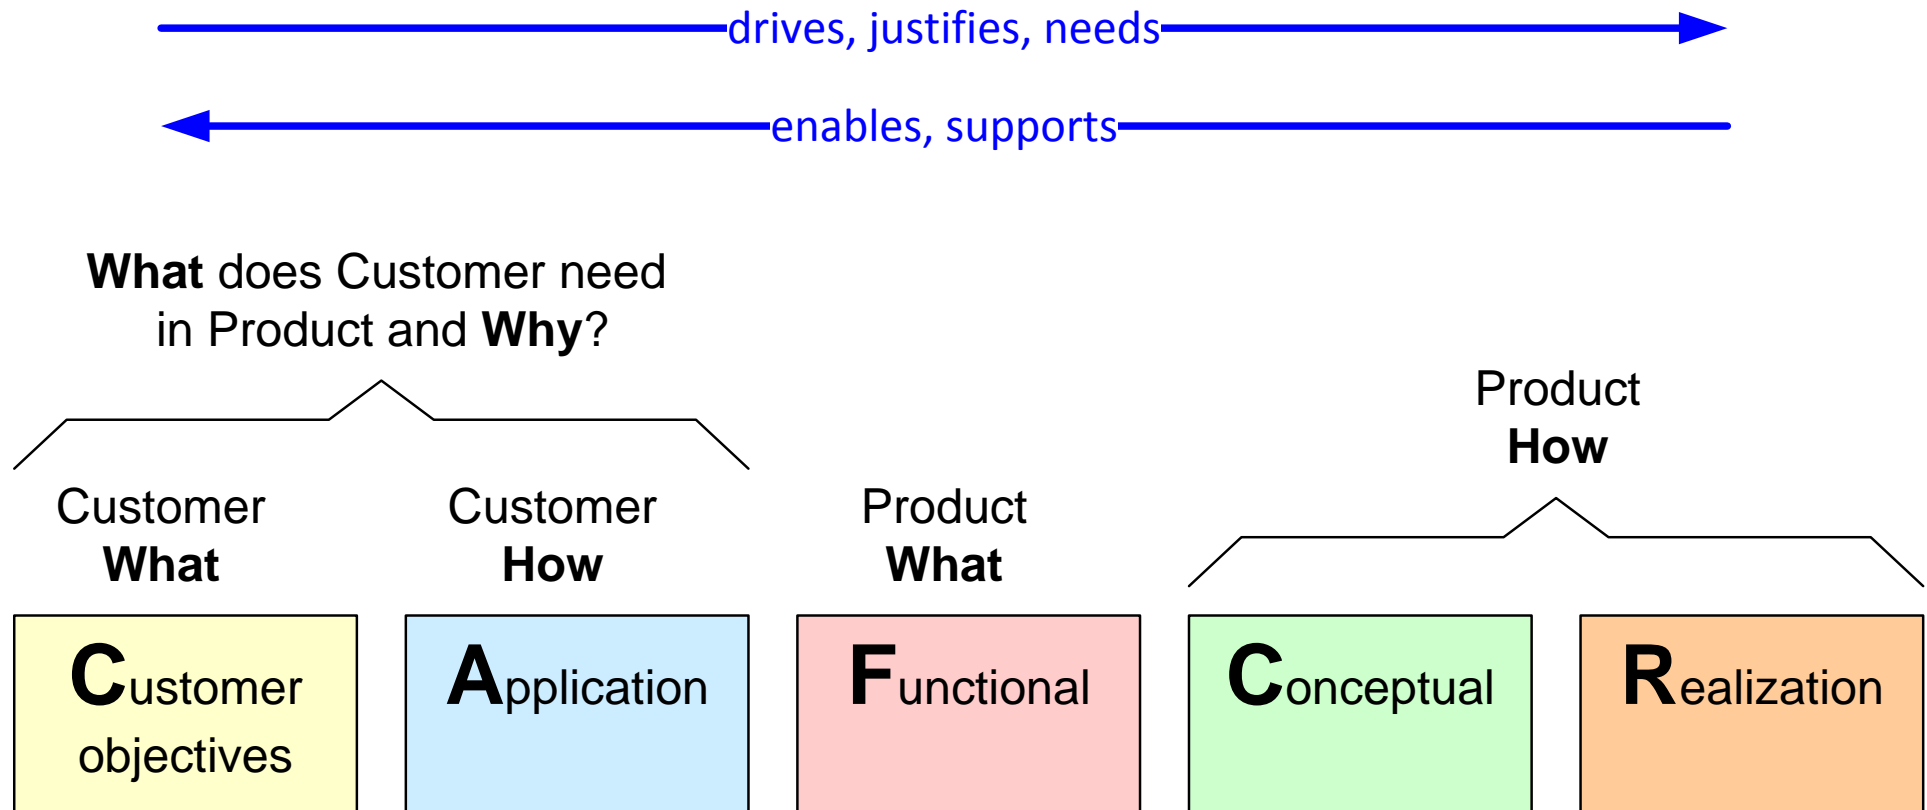 drives, justifies, needs
enables, supports
What does Customer need
in Product and Why?
Product
How
Customer
What
Customer
How
Product
What
Customer
objectives
Application
Functional
Conceptual
Realization